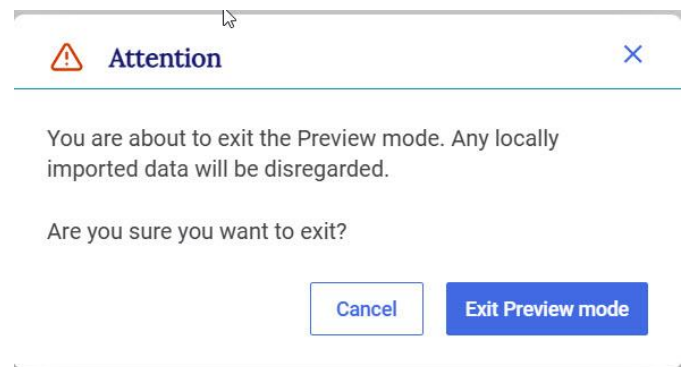 Attention
You are about to exit the Preview mode. Any locally
imported data will be disregarded.
Are you sure you want to exit?
Cancel Exit Preview mode